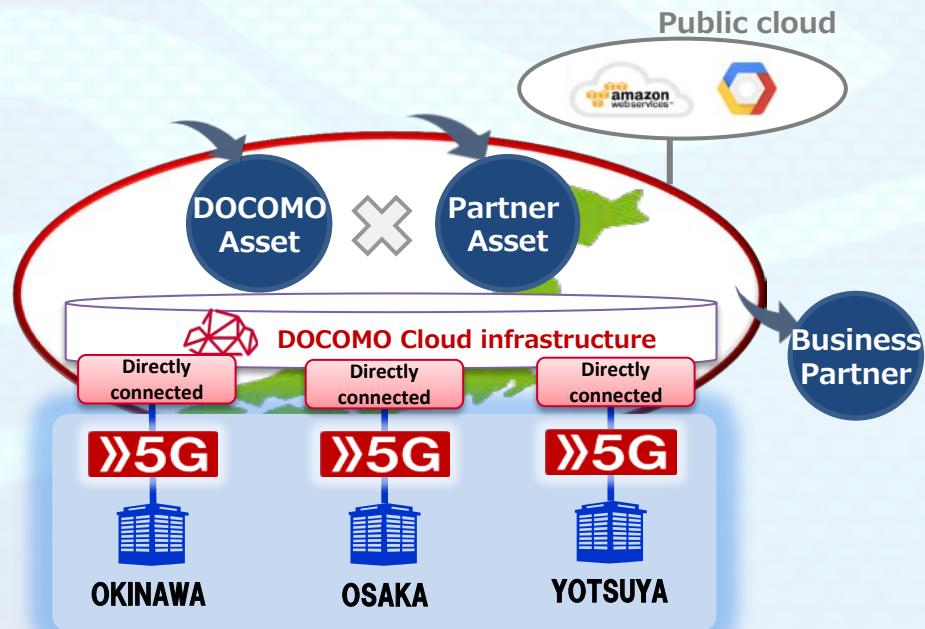 Public cloud
amazon
webservices™
DOCOMO
Asset
Partner
Asset
DOCOMO Cloud infrastructure
Business
Partner
Directly
connected
Directly
connected
Directly
connected
5G
5G
5G
OKINAWA
OSAKA
YOTSUYA